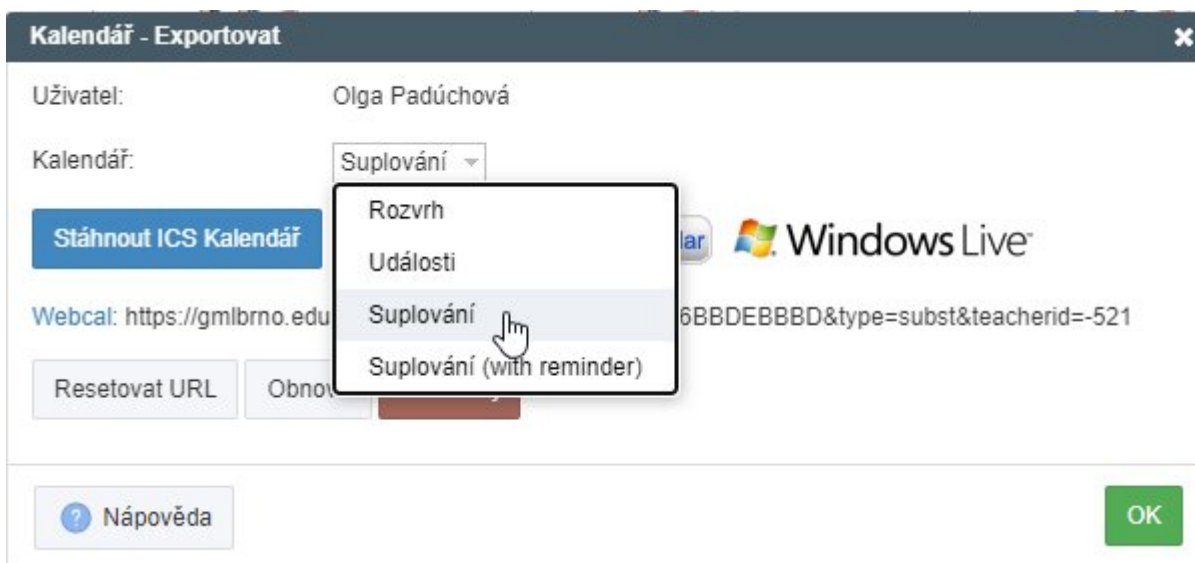 Kalendář - Exportovat
Uživatel: Olga Padúchová
Kalendář: Suplování
Rozvrh
Stáhnout ICS Kalendář Windows Live
Události
Webcal: https://gmlbrno.edu 6BBDEBBBD&type=subst&teacherid=-521
Suplování
Suplování (with reminder)
Resetovat URL
Nápověda OK